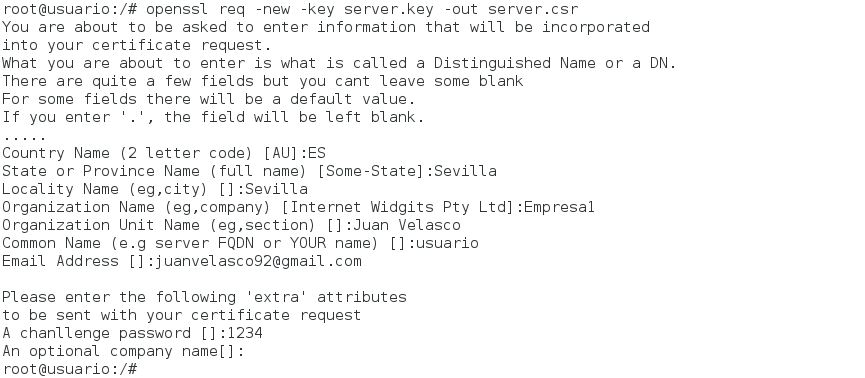 root@usuario:/# openssl req -new -key server.key -out server.csr
You are about to be asked to enter information that will be incorporated
into your certificate request.
What you are about to enter is what is called a Distinguished Name or a DN.
There are quite a few fields but you cant leave some blank
For some fields there will be a default value.
If you enter '.', the field will be left blank.
.....
Country Name (2 letter code) [AU]:ES
State or Province Name (full name) [Some-State]:Sevilla
Locality Name (eg,city) []:Sevilla
Organization Name (eg,company) [Internet Widgits Pty Ltd]:Empresa1
Organization Unit Name (eg,section) []:Juan Velasco
Common Name (e.g server FQDN or YOUR name) []:usuario
Email Address []:juanvelasco92@gmail.com
Please enter the following 'extra' attributes
to be sent with your certificate request
A chanllenge password []:1234
An optional company name[]:
root@usuario:/#